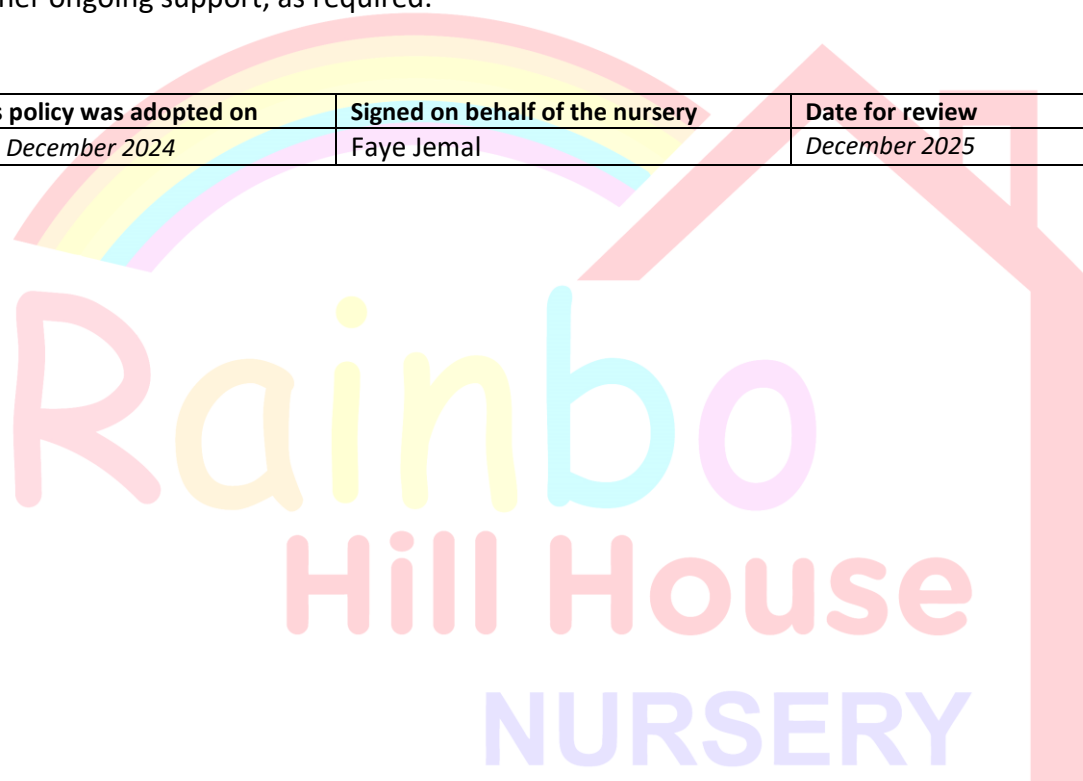 ongoing support, as required.
s policy was adopted on Signed on behalf of the nursery Date for review
December 2024 Faye Jemal December 2025
Rainbo
Hill House
NURSERY